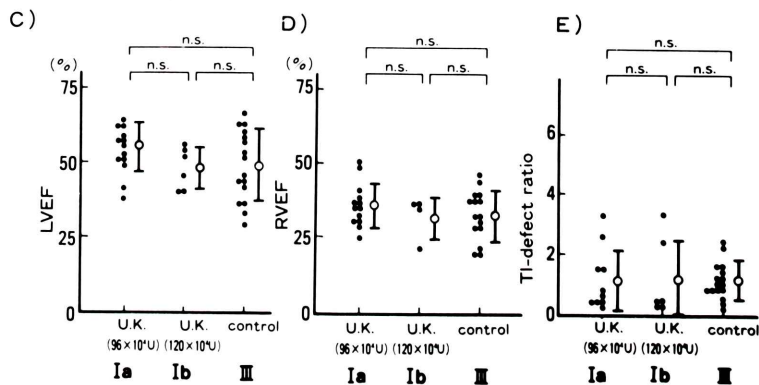 C)
n.s.
n.s.
n.s.
(%)
75
50
25
0
LVEF
U.K.
U.K.
control
(96×10⁴U)
(120×10⁴U)
Ia
Ib
III
D)
n.s.
n.s.
n.s.
(%)
75
50
25
0
RVEF
U.K.
U.K.
control
(96×10⁴U)
(120×10⁴U)
Ia
Ib
III
E)
n.s.
n.s.
n.s.
6
4
2
0
Tl-defect ratio
U.K.
U.K.
control
(96×10⁴U)
(120×10⁴U)
Ia
Ib
III